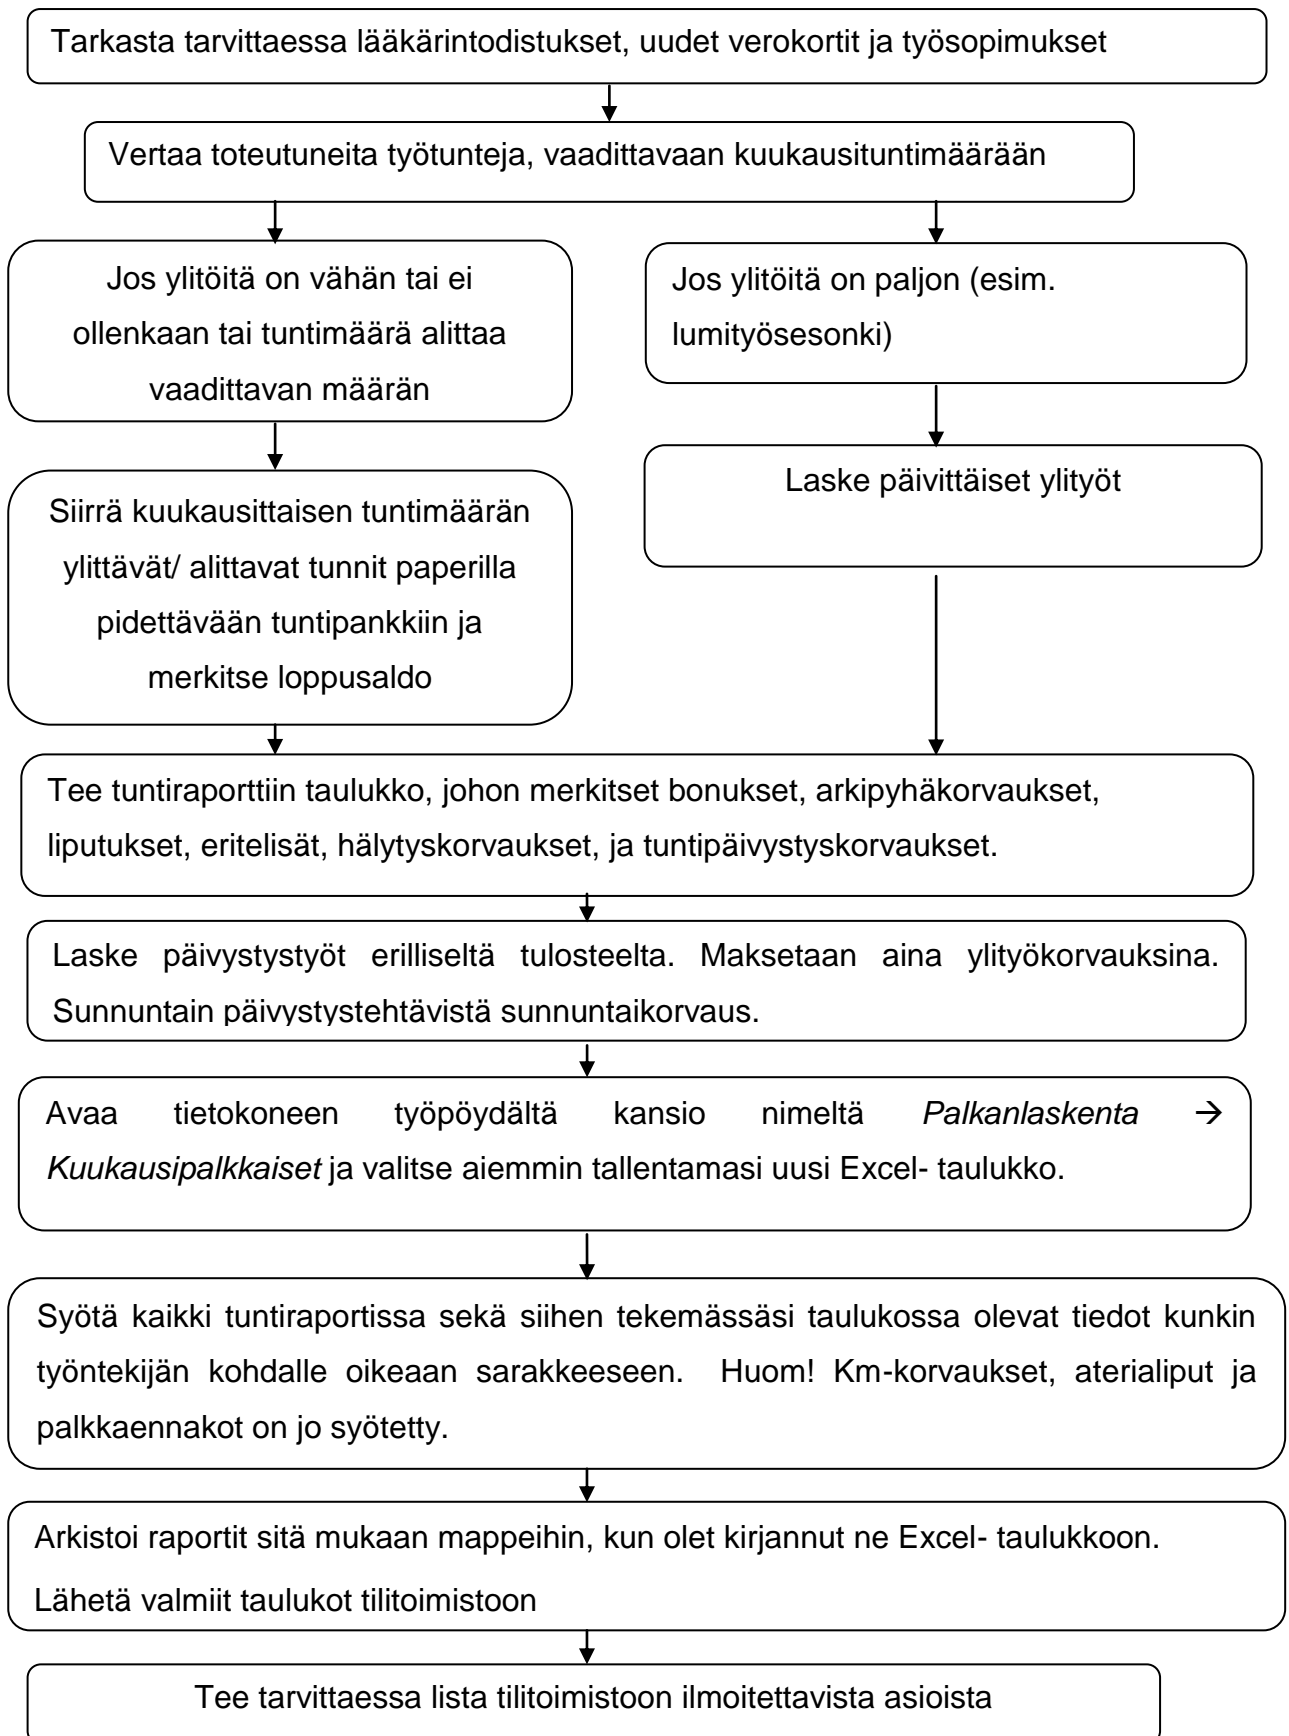 Tarkasta tarvittaessa lääkärintodistukset, uudet verokortit ja työsopimukset
Vertaa toteutuneita työtunteja, vaadittavaan kuukausituntimäärään
Jos ylitöitä on vähän tai ei
ollenkaan tai tuntimäärä alittaa
vaadittavan määrän
Jos ylitöitä on paljon (esim.
lumityösesonki)
Siirrä kuukausittaisen tuntimäärän
ylittävät/ alittavat tunnit paperilla
pidettävään tuntipankkiin ja
merkitse loppusaldo
Laske päivittäiset ylityöt
Tee tuntiraporttiin taulukko, johon merkitset bonukset, arkipyhäkorvaukset,
liputukset, eritelisät, hälytyskorvaukset, ja tuntipäivystyskorvaukset.
Laske päivystystyöt erilliseltä tulosteelta. Maksetaan aina ylityökorvauksina.
Sunnuntain päivystystehtävistä sunnuntaikorvaus.
Avaa tietokoneen työpöydältä kansio nimeltä Palkanlaskenta →
Kuukausipalkkaiset ja valitse aiemmin tallentamasi uusi Excel- taulukko.
Syötä kaikki tuntiraportissa sekä siihen tekemässäsi taulukossa olevat tiedot kunkin
työntekijän kohdalle oikeaan sarakkeeseen. Huom! Km-korvaukset, aterialiput ja
palkkaennakot on jo syötetty.
Arkistoi raportit sitä mukaan mappeihin, kun olet kirjannut ne Excel- taulukkoon.
Lähetä valmiit taulukot tilitoimistoon
Tee tarvittaessa lista tilitoimistoon ilmoitettavista asioista